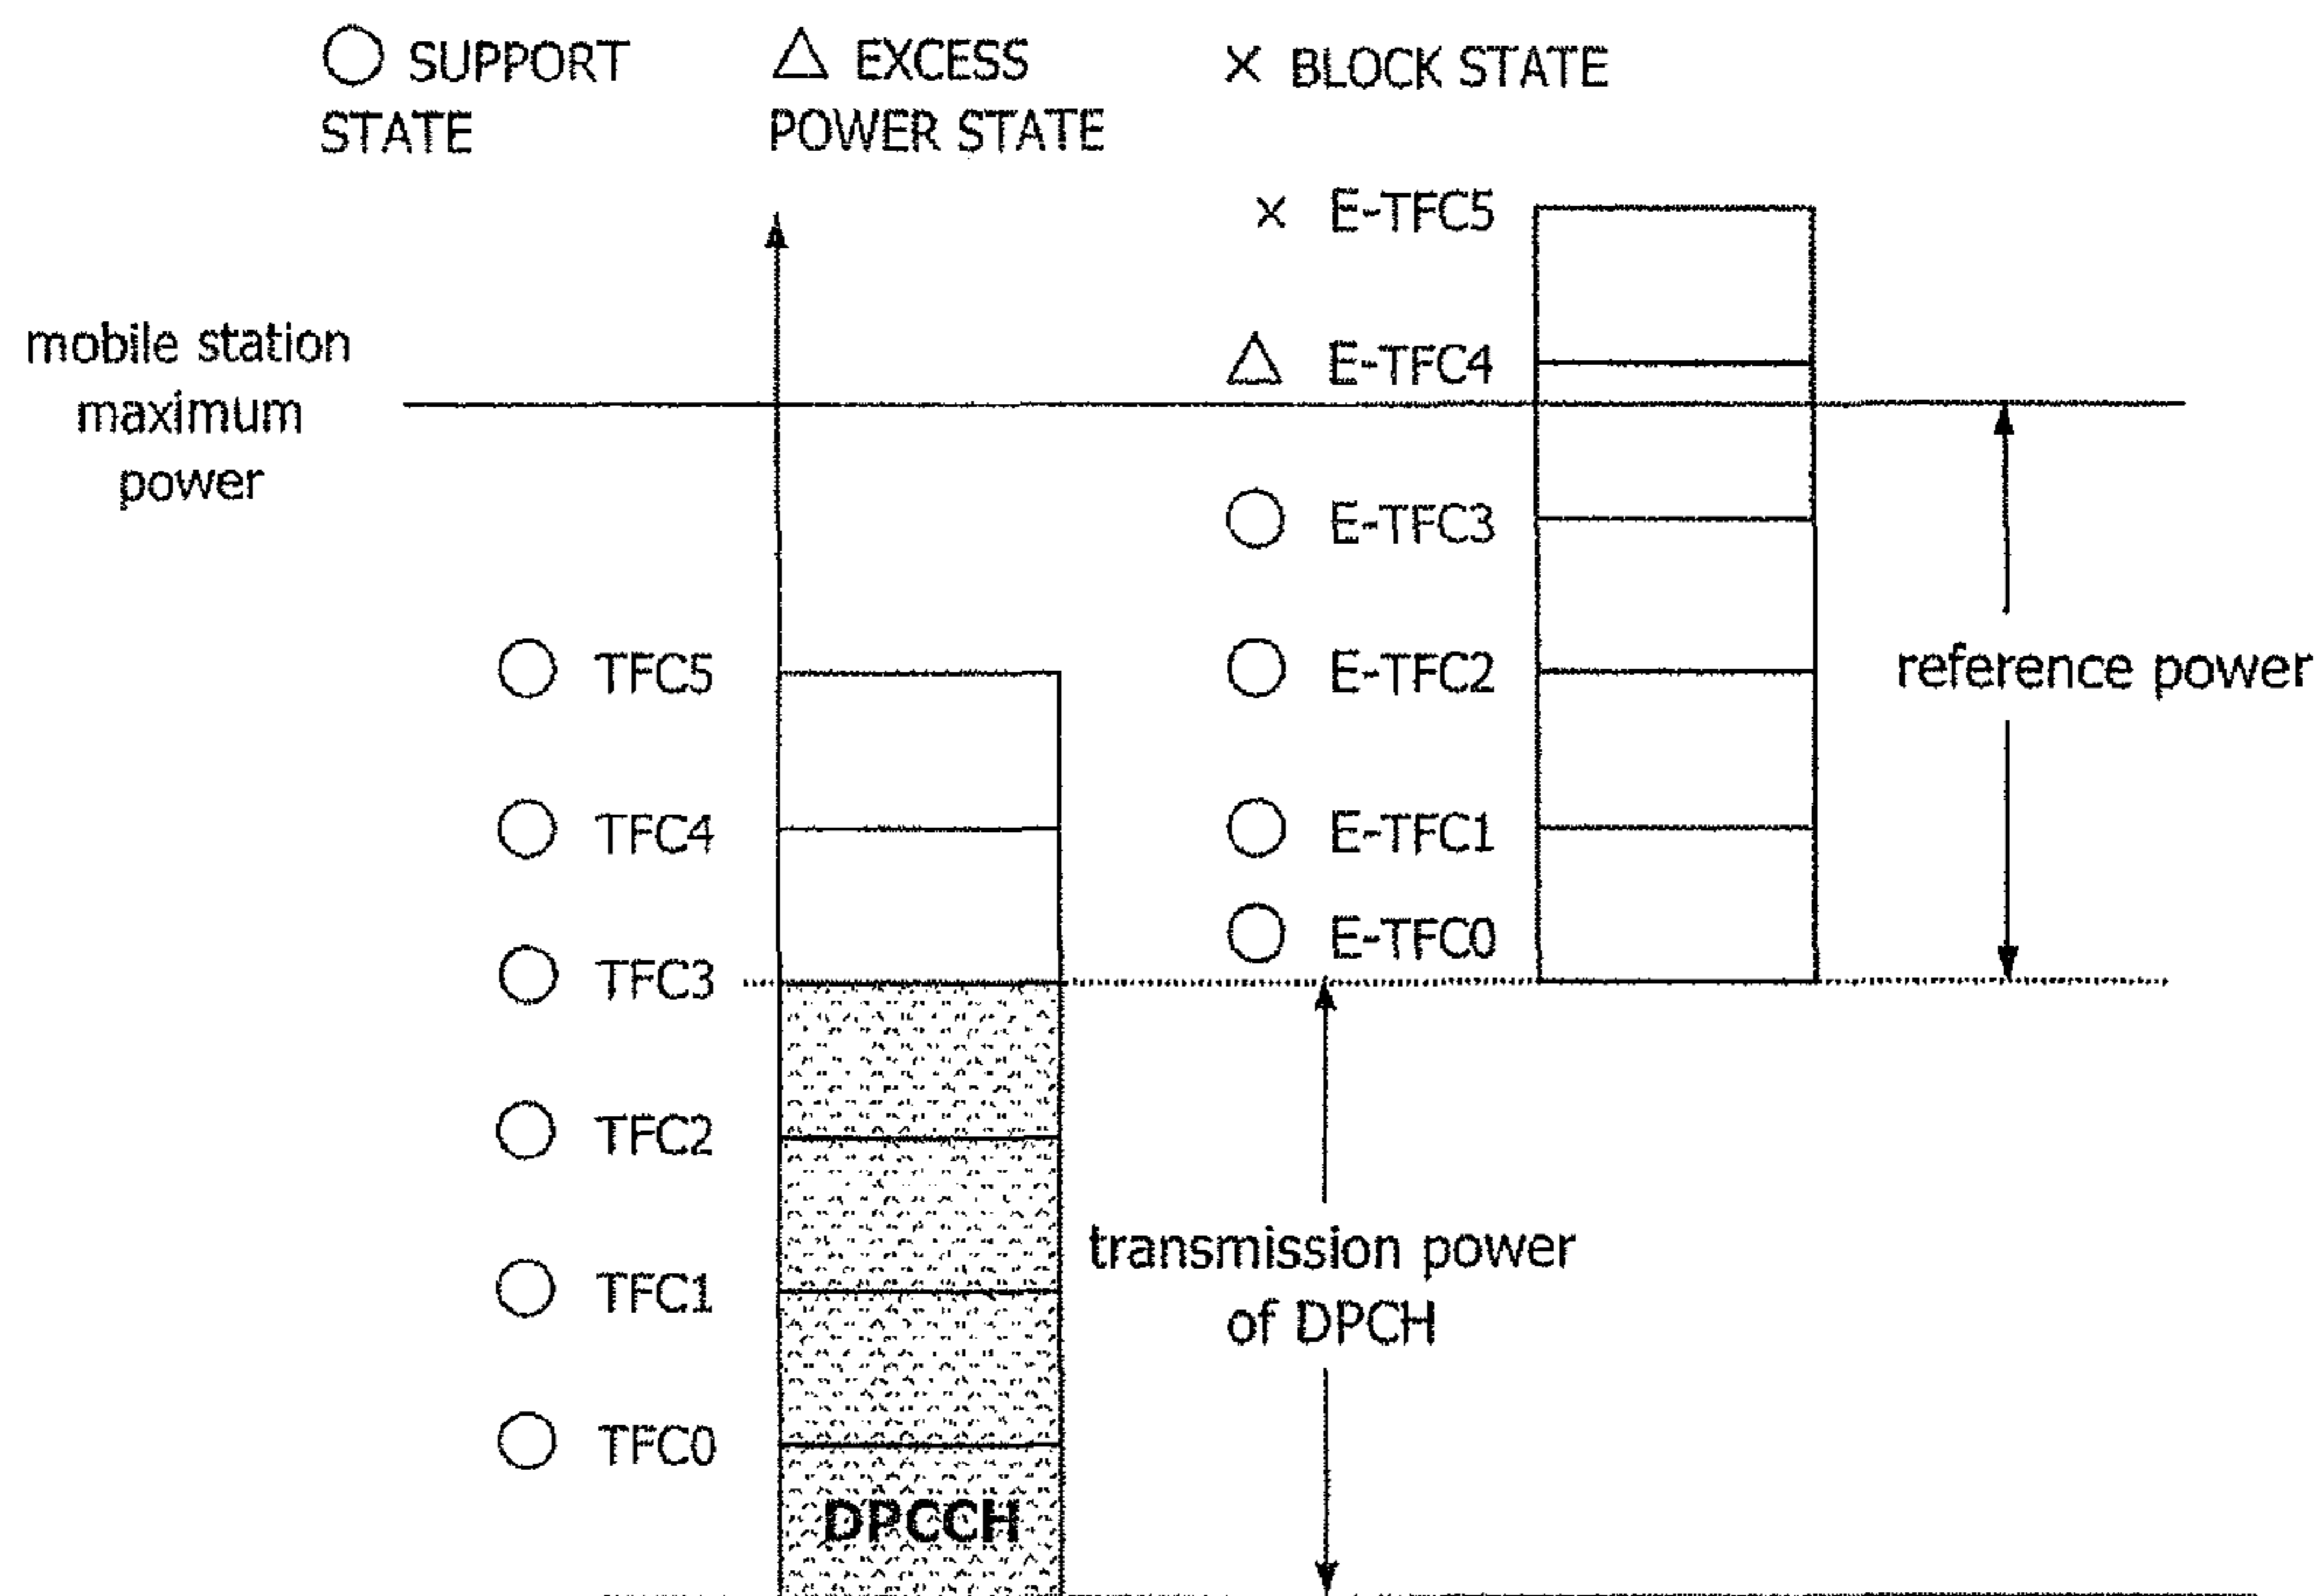 ○ SUPPORT
STATE
△ EXCESS
POWER STATE
× BLOCK STATE
× E-TFC5
mobile station
maximum
power
△ E-TFC4
○ E-TFC3
○ TFC5
○ E-TFC2
reference power
○ TFC4
○ E-TFC1
○ E-TFC0
○ TFC3
○ TFC2
transmission power
of DPCH
○ TFC1
○ TFC0
DPCCH